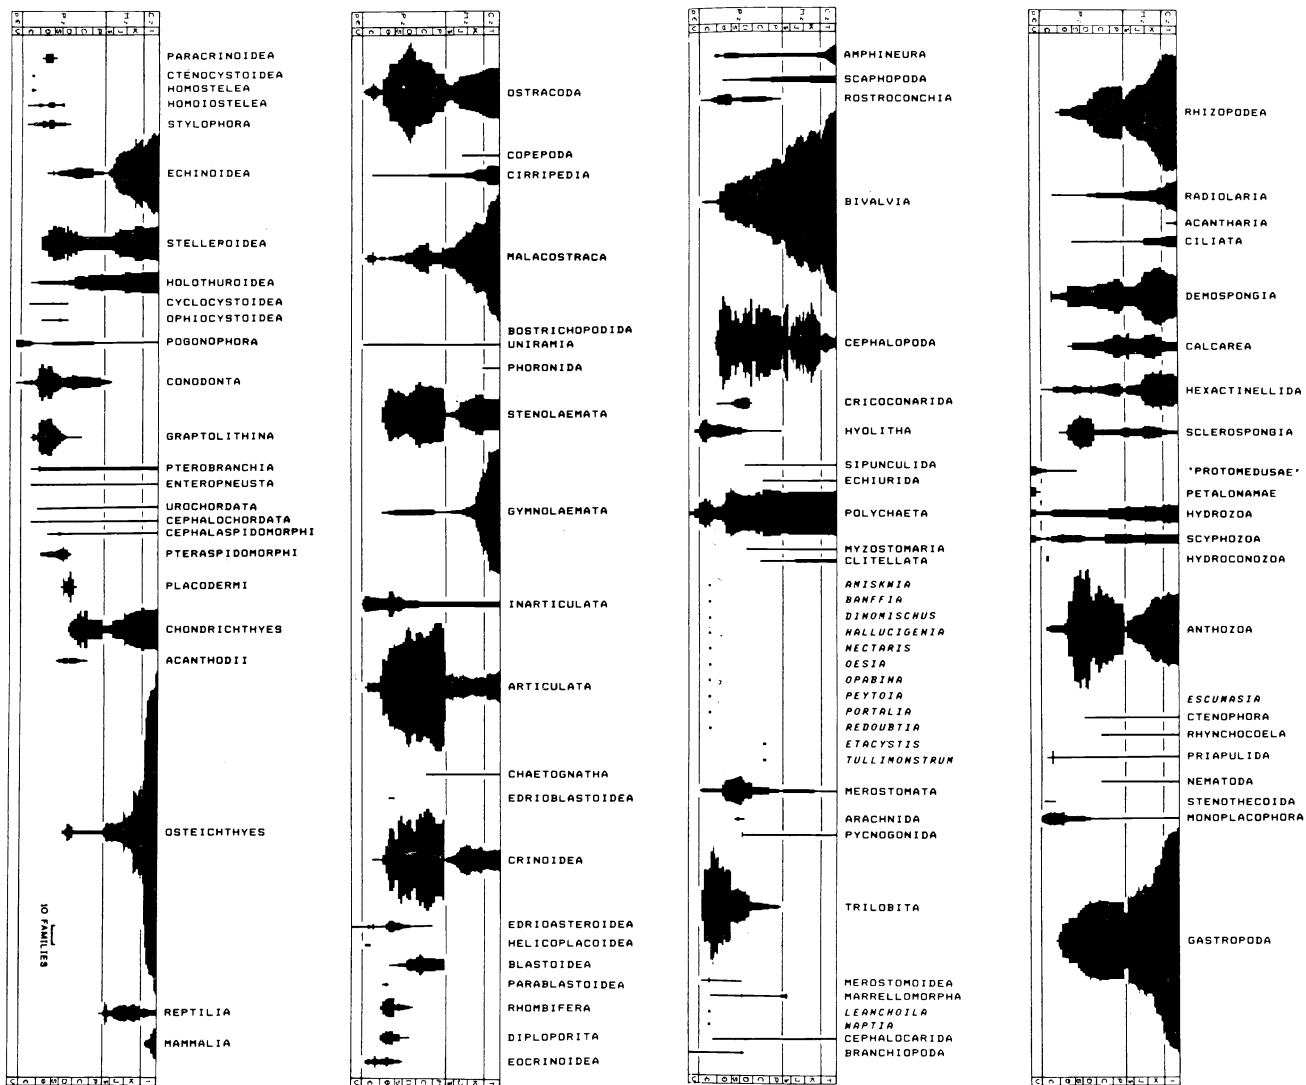 PARACRINOIDEA
CTENOCYSTOIDEA
HOMOSTELEA
HOMOIOSTELEA
STYLOPHORA
ECHINOIDEA
STELLEROIDEA
HOLOTHUROIDEA
CYCLOCYSTOIDEA
OPHIOCYSTOIDEA
POGONOPHORA
CONODONTA
GRAPTOLITHINA
PTEROBRANCHIA
ENTEROPNEUSTA
UROCHORDATA
CEPHALOCHORDATA
CEPHALASPIDOMORPHI
PTERASPIDOMORPHI
PLACODERMI
CHONDRICHTHYES
ACANTHODII
OSTEICHTHYES
10 FAMILIES
REPTILIA
MAMMALIA
OSTRACODA
COPEPODA
CIRRIPEDIA
MALACOSTRACA
BOSTRICHOPODIDA
UNIRAMIA
PHORONIDA
STENOLAEMATA
GYMNOLAEMATA
INARTICULATA
ARTICULATA
CHAETOGNATHA
EDRIOBLASTOIDEA
CRINOIDEA
EDRIOASTEROIDEA
HELICOPLACOIDEA
BLASTOIDEA
PARABLASTOIDEA
RHOMBIFERA
DIPLOPORITA
EOCRINOIDEA
AMPHINEURA
SCAPHOPODA
ROSTROCONCHIA
BIVALVIA
CEPHALOPODA
CRICOCONARIDA
HYOLITHA
SIPUNCULIDA
ECHIURIDA
POLYCHAETA
MYZOSTOMARIA
CLITELLATA
AMISKWIA
BANFFIA
DINOMISCHUS
HALLUCIGENIA
NECTARIS
OESIA
OPABINA
PEYTOIA
PORTALIA
REDOUBTIA
ETACYSTIS
TULLIMONSTRUM
MEROSTOMATA
ARACHNIDA
PYCNOGONIDA
TRILOBITA
MEROSTOMOIDEA
MARRELLOMORPHA
LEANCHOILA
WAPTIA
CEPHALOCARIDA
BRANCHIOPODA
RHIZOPODEA
RADIOLARIA
ACANTHARIA
CILIATA
DEMOSPONGIA
CALCAREA
HEXACTINELLIDA
SCLEROSPONGIA
'PROTOMEDUSAE'
PETALONAMAE
HYDROZOA
SCYPHOZOA
HYDROCONOZOA
ANTHOZOA
ESCUMASIA
CTENOPHORA
RHYNCHOCOELA
PRIAPULIDA
NEMATODA
STENOTHECOIDA
MONOPLACOPHORA
GASTROPODA